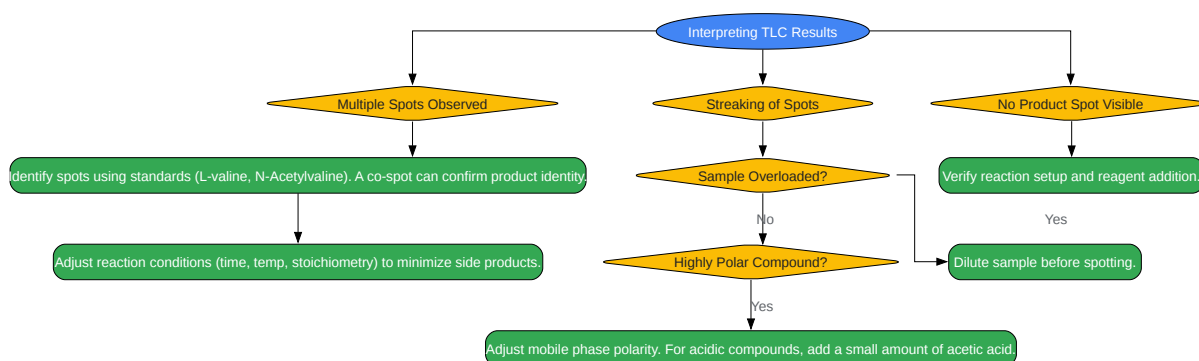 Interpreting TLC Results
Multiple Spots Observed
Streaking of Spots
No Product Spot Visible
Identify spots using standards (L-valine, N-Acetylvaline). A co-spot can confirm product identity.
Sample Overloaded?
Verify reaction setup and reagent addition.
No
Yes
Adjust reaction conditions (time, temp, stoichiometry) to minimize side products.
Highly Polar Compound?
Dilute sample before spotting.
Yes
Adjust mobile phase polarity. For acidic compounds, add a small amount of acetic acid.